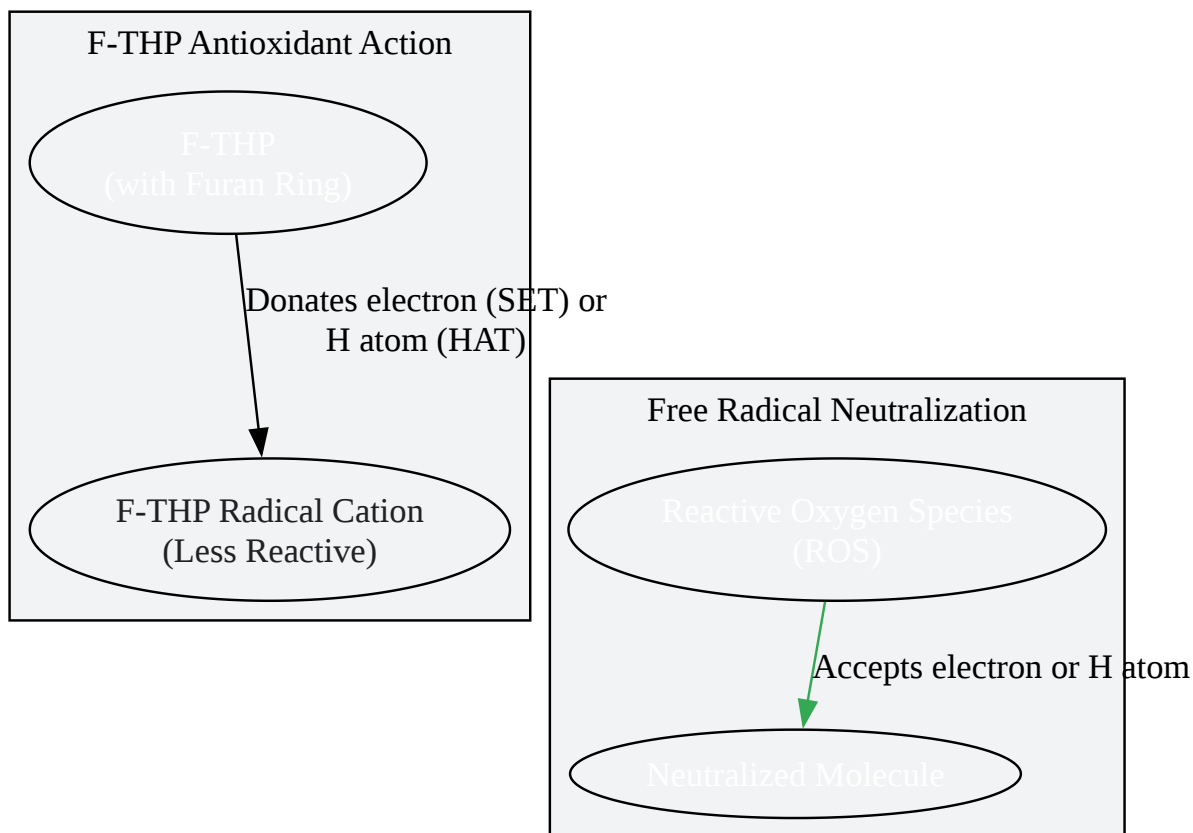 F-THP Antioxidant Action
F-THP
(with Furan Ring)
Donates electron (SET) or
H atom (HAT)
F-THP Radical Cation
(Less Reactive)
Free Radical Neutralization
Reactive Oxygen Species
(ROS)
Accepts electron or H atom
Neutralized Molecule